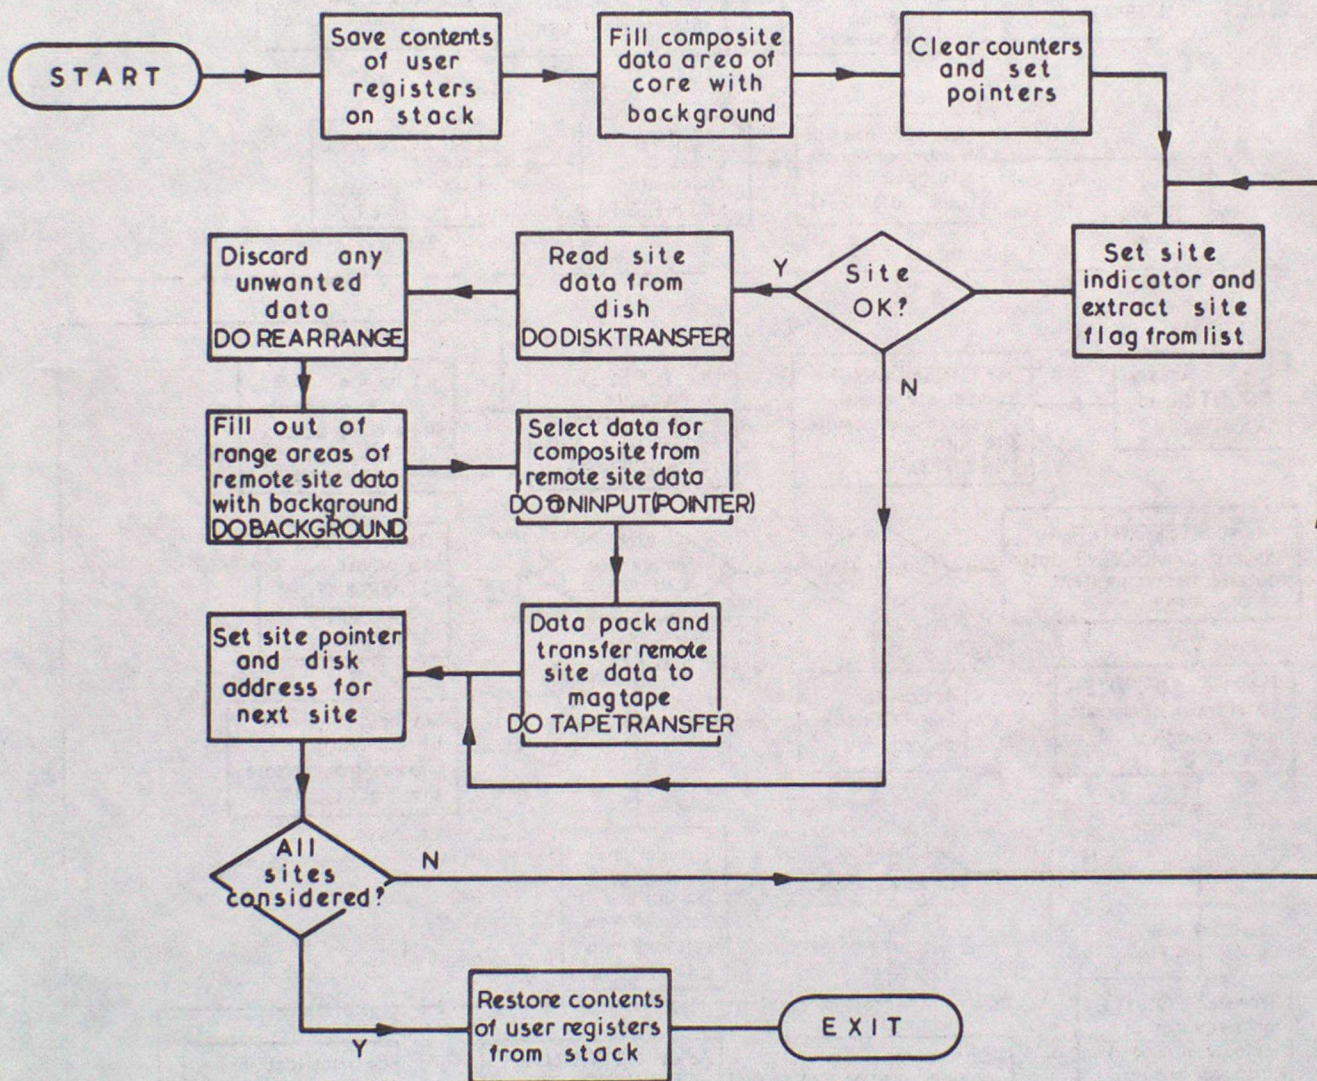 START
Save contents
of user
registers
on stack
Fill composite
data area of
core with
background
Clear counters
and set
pointers
Set site
indicator and
extract site
flag from list
Site
OK?
Y
N
Read site
data from
dish
DO DISKTRANSFER
Discard any
unwanted
data
DO REARRANGE
Fill out of
range areas of
remote site data
with background
DO BACKGROUND
Select data for
composite from
remote site data
DO ONINPUT(POINTER)
Data pack and
transfer remote
site data to
magtape
DO TAPETRANSFER
Set site pointer
and disk
address for
next site
All
sites
considered?
N
Y
Restore contents
of user registers
from stack
EXIT